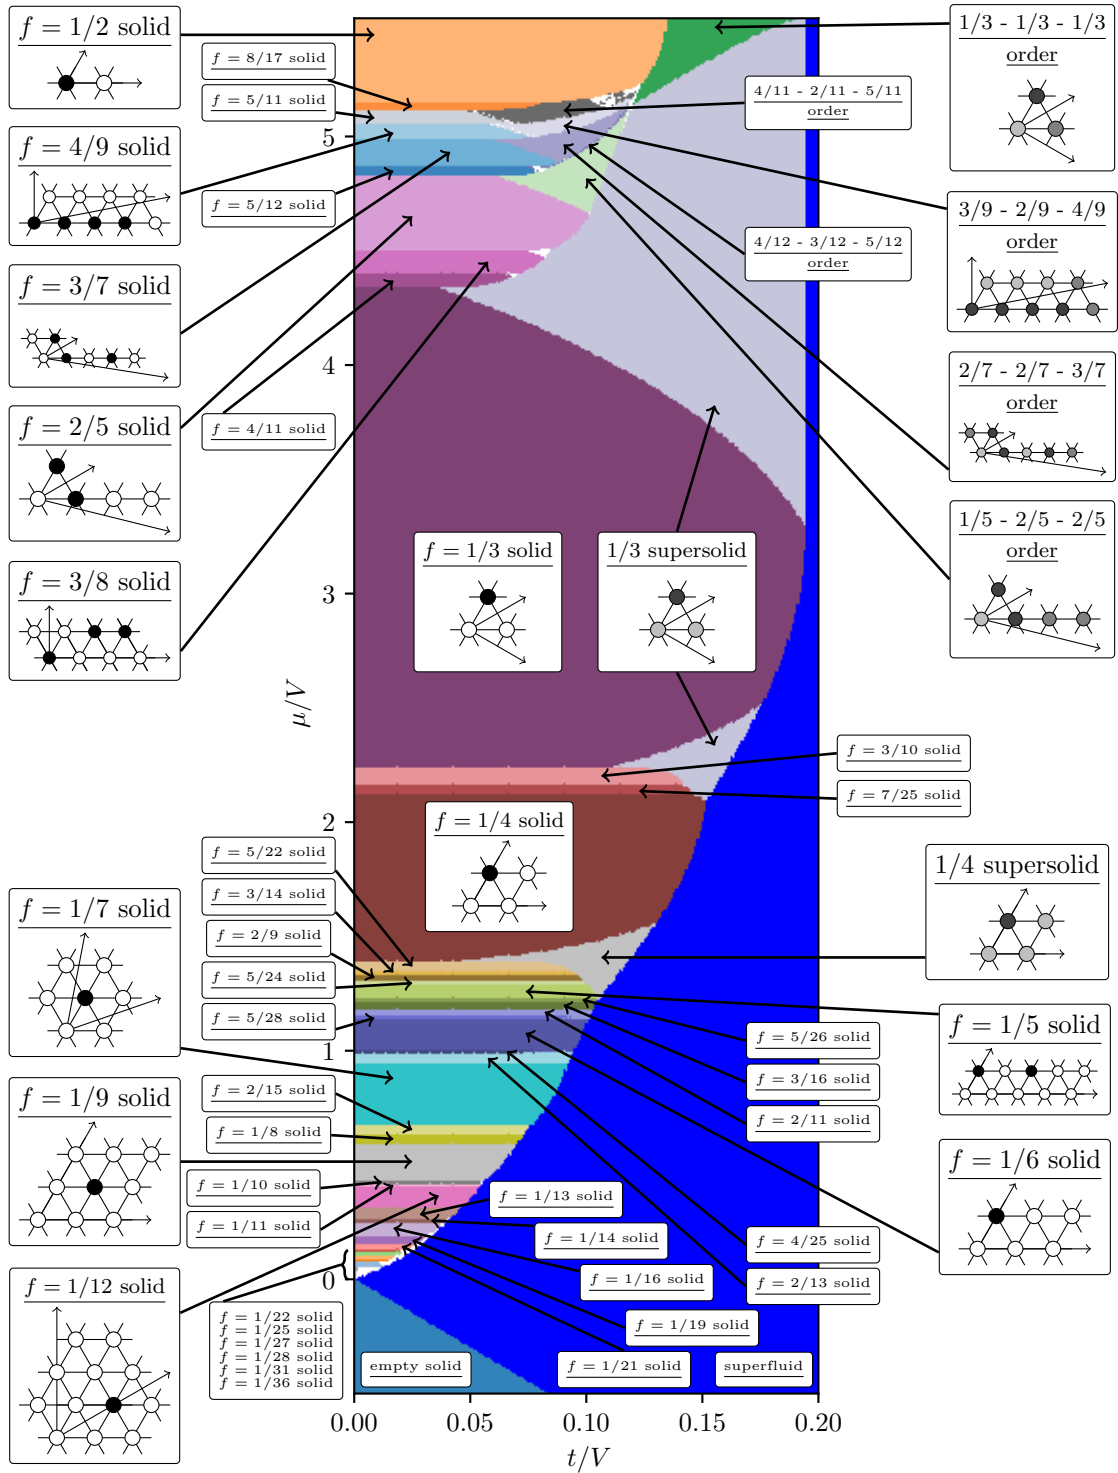 f = 1/2 solid
f = 8/17 solid
f = 5/11 solid
f = 4/9 solid
f = 5/12 solid
f = 3/7 solid
f = 2/5 solid
f = 4/11 solid
f = 3/8 solid
1/3 - 1/3 - 1/3
order
4/11 - 2/11 - 5/11
order
3/9 - 2/9 - 4/9
order
4/12 - 3/12 - 5/12
order
2/7 - 2/7 - 3/7
order
1/5 - 2/5 - 2/5
order
f = 1/3 solid
1/3 supersolid
f = 3/10 solid
f = 7/25 solid
f = 1/4 solid
1/4 supersolid
f = 5/22 solid
f = 3/14 solid
f = 2/9 solid
f = 5/24 solid
f = 5/28 solid
f = 1/7 solid
f = 2/15 solid
f = 1/8 solid
f = 1/9 solid
f = 1/10 solid
f = 1/11 solid
f = 1/12 solid
f = 1/22 solid
f = 1/25 solid
f = 1/27 solid
f = 1/28 solid
f = 1/31 solid
f = 1/36 solid
f = 1/5 solid
f = 5/26 solid
f = 3/16 solid
f = 2/11 solid
f = 1/6 solid
f = 4/25 solid
f = 2/13 solid
f = 1/13 solid
f = 1/14 solid
f = 1/16 solid
f = 1/19 solid
f = 1/21 solid
empty solid
superfluid
5
4
3
2
1
0
μ/V
0.00
0.05
0.10
0.15
0.20
t/V